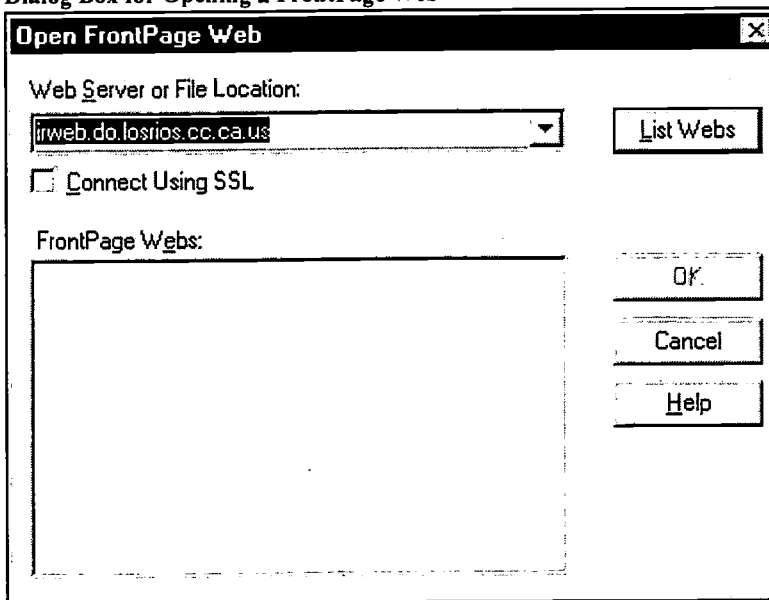 Dialog Box for Opening a FrontPage Web
Open FrontPage Web
Web Server or File Location:
irweb.do.losrios.cc.ca.us
List Webs
Connect Using SSL
FrontPage Webs:
OK
Cancel
Help